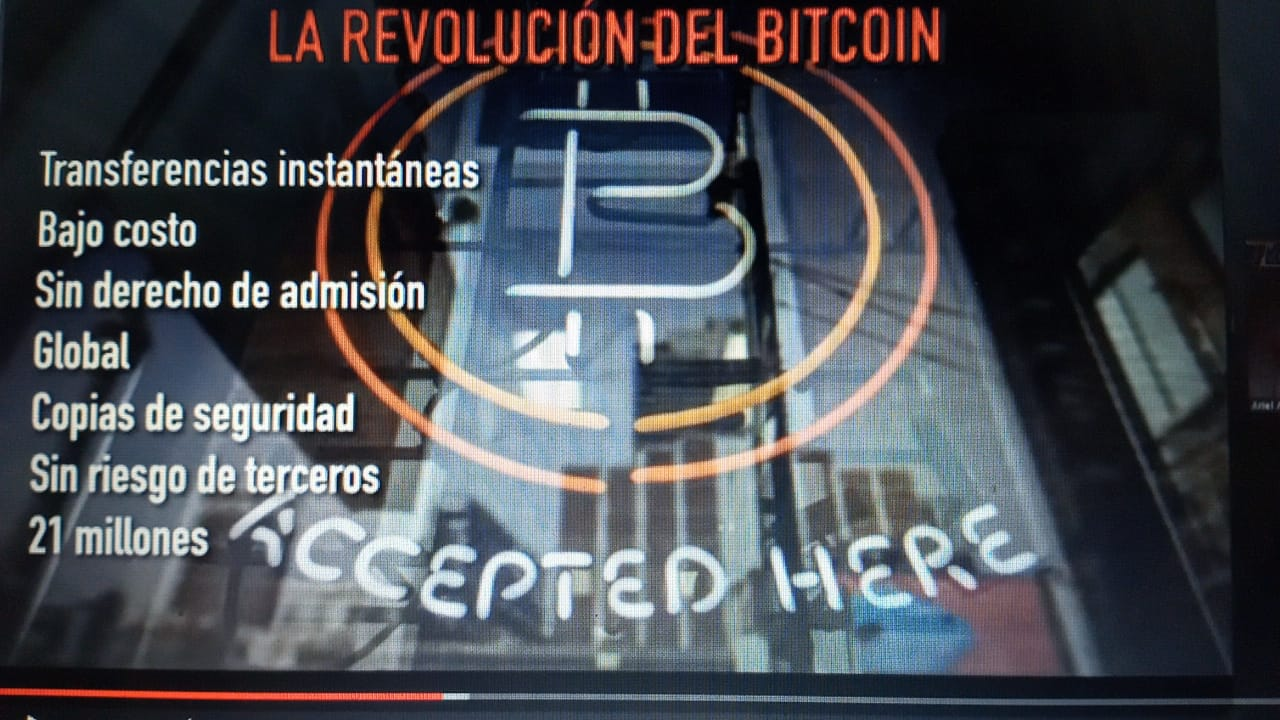 LA REVOLUCIÓN DEL BITCOIN
Transferencias instantáneas
Bajo costo
Sin derecho de admisión
Global
Copias de seguridad
Sin riesgo de terceros
21 millones
ACCEPTED HERE